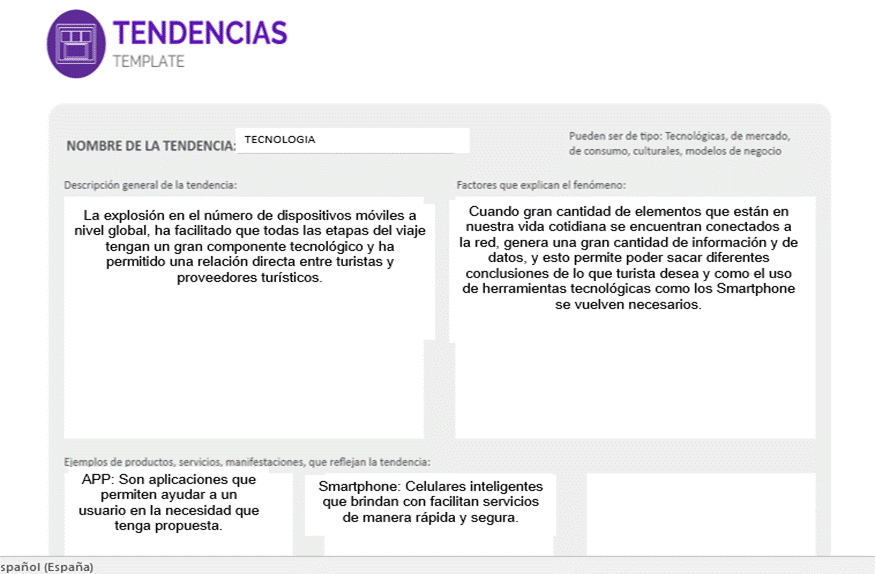 TENDENCIAS
TEMPLATE
NOMBRE DE LA TENDENCIA:
TECNOLOGIA
Pueden ser de tipo: Tecnológicas, de mercado,
de consumo, culturales, modelos de negocio
Descripción general de la tendencia:
La explosión en el número de dispositivos móviles a
nivel global, ha facilitado que todas las etapas del viaje
tengan un gran componente tecnológico y ha
permitido una relación directa entre turistas y
proveedores turísticos.
Factores que explican el fenómeno:
Cuando gran cantidad de elementos que están en
nuestra vida cotidiana se encuentran conectados a
la red, genera una gran cantidad de información y de
datos, y esto permite poder sacar diferentes
conclusiones de lo que turista desea y como el uso
de herramientas tecnológicas como los Smartphone
se vuelven necesarios.
Ejemplos de productos, servicios, manifestaciones, que reflejan la tendencia:
APP: Son aplicaciones que
permiten ayudar a un
usuario en la necesidad que
tenga propuesta.
Smartphone: Celulares inteligentes
que brindan con facilitan servicios
de manera rápida y segura.
spañol (España)